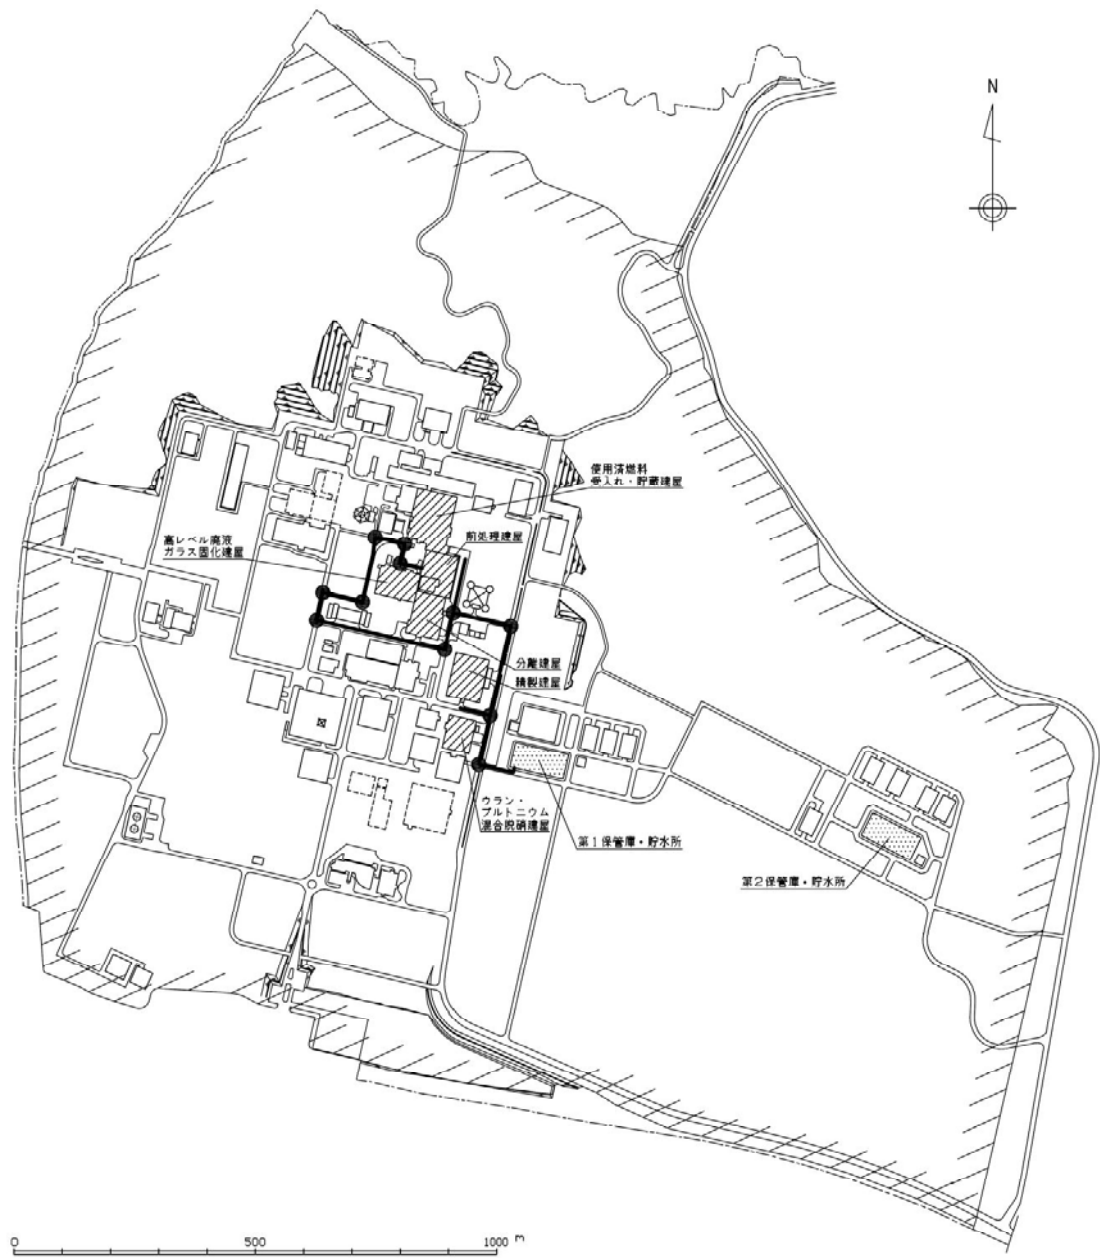 N
使用済燃料
受入れ・貯蔵建屋
前処理建屋
高レベル廃液
ガラス固化建屋
分離建屋
精製建屋
ウラン・
プルトニウム
混合脱硝建屋
第1保管庫・貯水所
第2保管庫・貯水所
0 500 1000 m